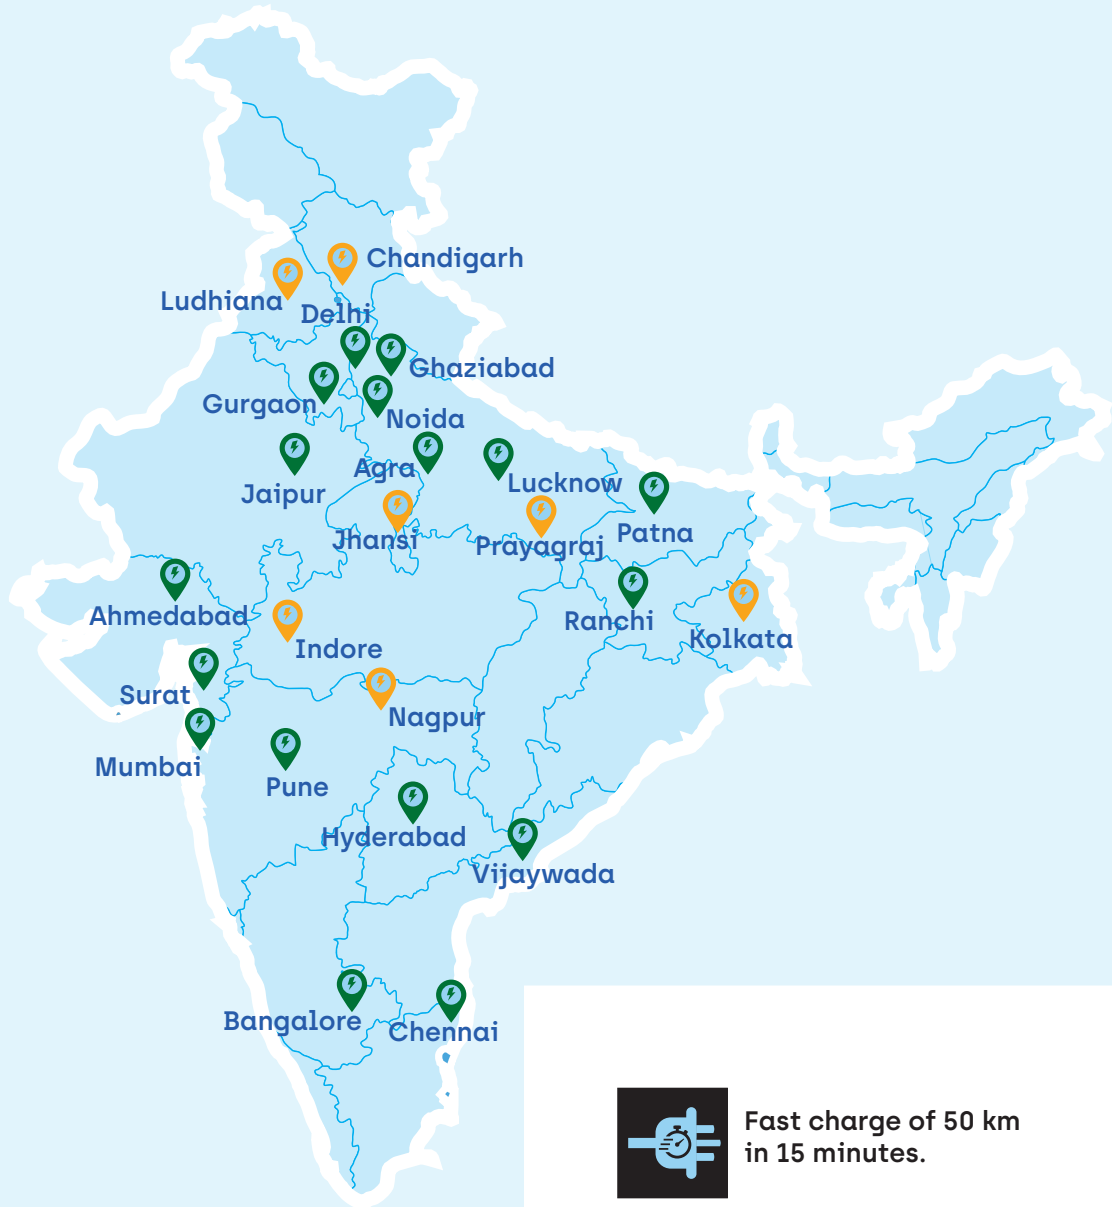 Chandigarh
Ludhiana
Delhi
Ghaziabad
Gurgaon
Noida
Agra
Lucknow
Jaipur
Patna
Jhansi
Prayagraj
Ahmedabad
Ranchi
Kolkata
Indore
Surat
Nagpur
Mumbai
Pune
Hyderabad
Vijaywada
Bangalore
Chennai
Fast charge of 50 km
in 15 minutes.